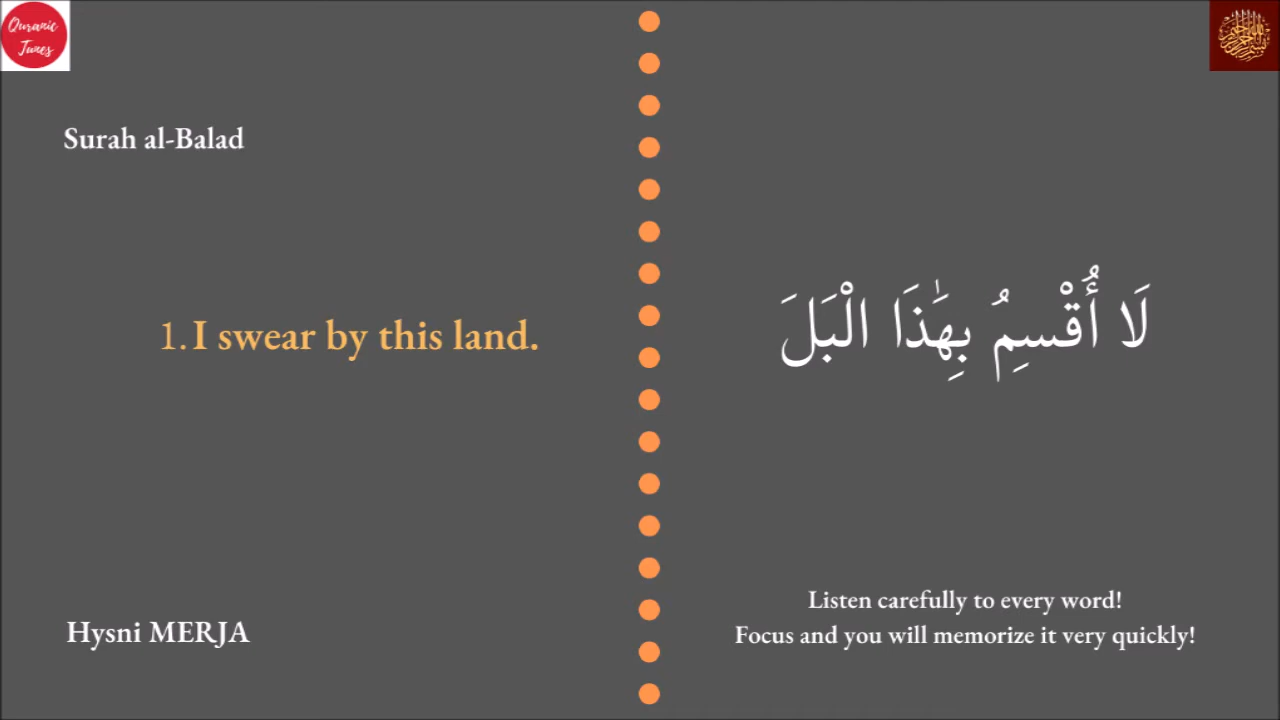 Quranic
Tunes
Surah al-Balad
1. I swear by this land.
لَا أُقْسِمُ بِهَٰذَا الْبَلَ
Hysni MERJA
Listen carefully to every word!
Focus and you will memorize it very quickly!